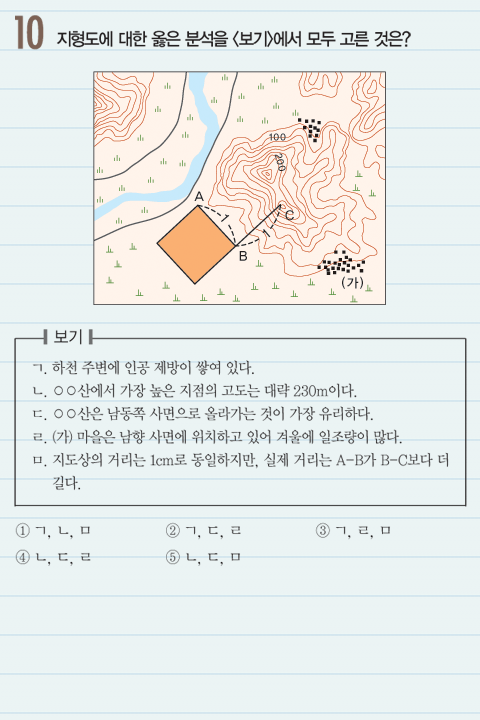 10 지형도에 대한 옳은 분석을 <보기>에서 모두 고른 것은?
100
200
A
1
C
1
B
(가)
보기
ㄱ. 하천 주변에 인공 제방이 쌓여 있다.
ㄴ. ○○산에서 가장 높은 지점의 고도는 대략 230m이다.
ㄷ. ○○산은 남동쪽 사면으로 올라가는 것이 가장 유리하다.
ㄹ. (가) 마을은 남향 사면에 위치하고 있어 겨울에 일조량이 많다.
ㅁ. 지도상의 거리는 1cm로 동일하지만, 실제 거리는 A-B가 B-C보다 더
길다.
① ㄱ, ㄴ, ㅁ ② ㄱ, ㄷ, ㄹ ③ ㄱ, ㄹ, ㅁ
④ ㄴ, ㄷ, ㄹ ⑤ ㄴ, ㄷ, ㅁ